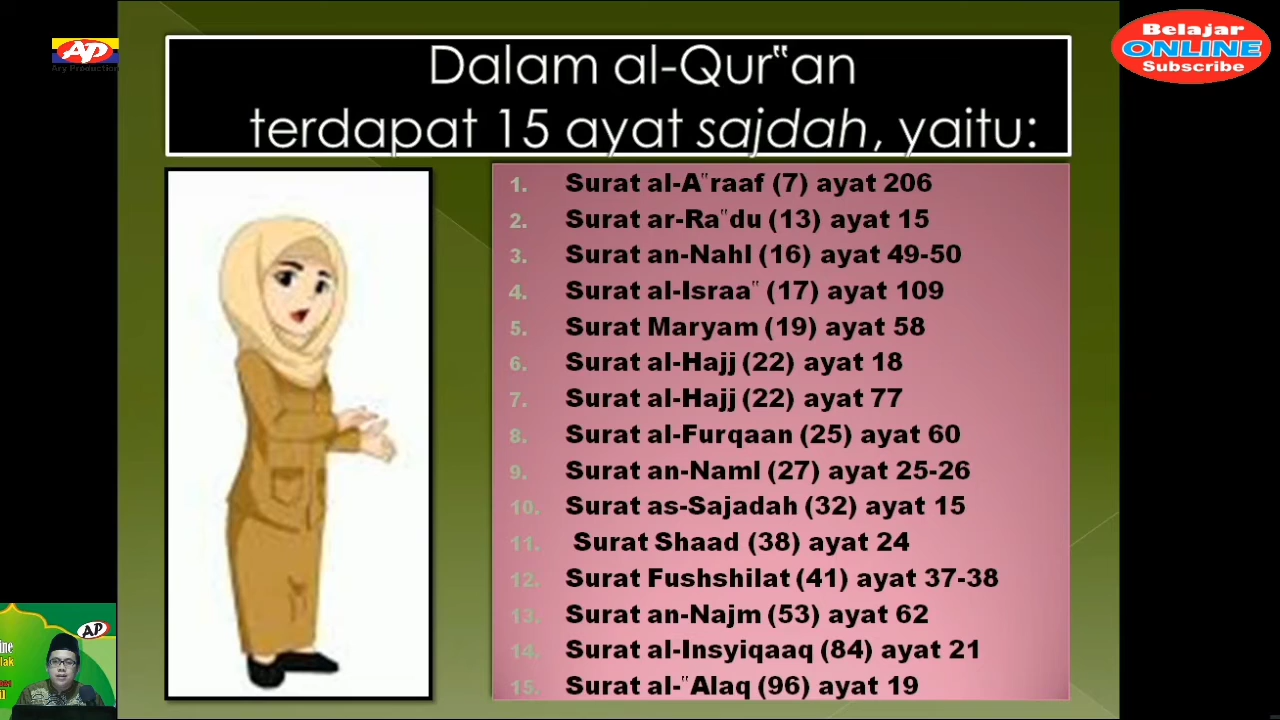 AP
Ary Production
Belajar
ONLINE
Subscribe
Dalam al-Qur‟an
terdapat 15 ayat sajdah, yaitu:
1. Surat al-A‟raaf (7) ayat 206
2. Surat ar-Ra‟du (13) ayat 15
3. Surat an-Nahl (16) ayat 49-50
4. Surat al-Israa‟ (17) ayat 109
5. Surat Maryam (19) ayat 58
6. Surat al-Hajj (22) ayat 18
7. Surat al-Hajj (22) ayat 77
8. Surat al-Furqaan (25) ayat 60
9. Surat an-Naml (27) ayat 25-26
10. Surat as-Sajadah (32) ayat 15
11. Surat Shaad (38) ayat 24
12. Surat Fushshilat (41) ayat 37-38
13. Surat an-Najm (53) ayat 62
14. Surat al-Insyiqaaq (84) ayat 21
15. Surat al-‟Alaq (96) ayat 19
AP